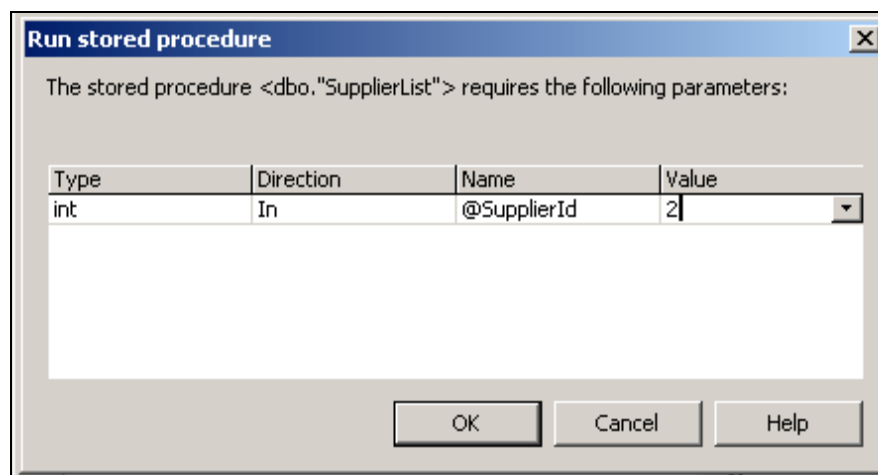 Run stored procedure
The stored procedure <dbo."SupplierList"> requires the following parameters:
Type Direction Name Value
int In @SupplierId 2
OK Cancel Help